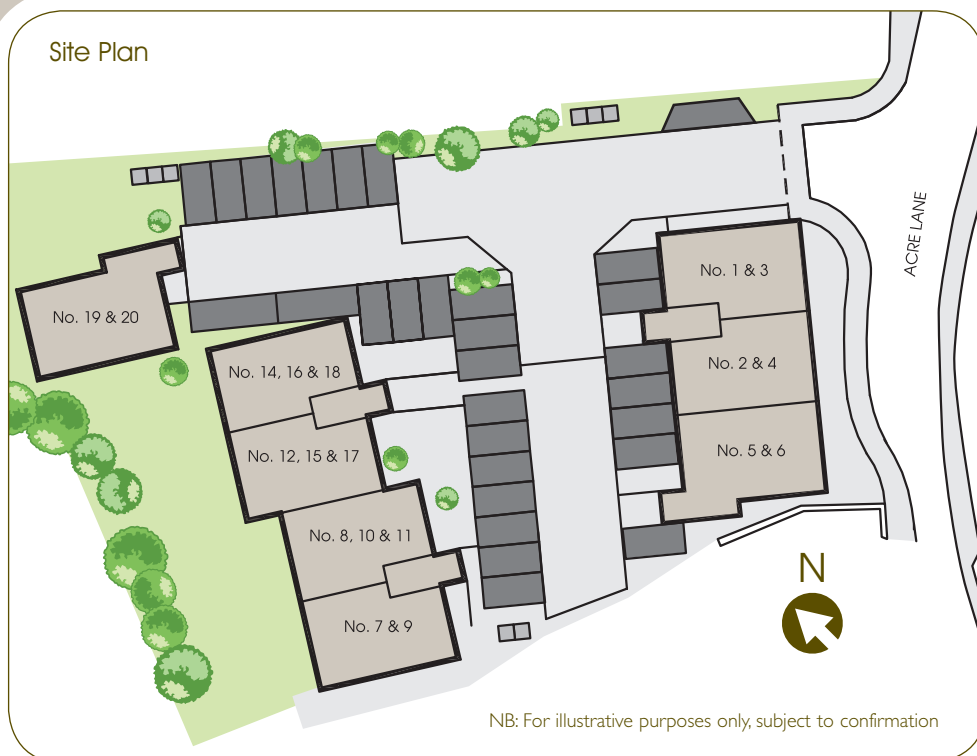 Site Plan
ACRE LANE
No. 1 & 3
No. 19 & 20
No. 2 & 4
No. 14, 16 & 18
No. 5 & 6
No. 12, 15 & 17
No. 8, 10 & 11
N
No. 7 & 9
NB: For illustrative purposes only, subject to confirmation